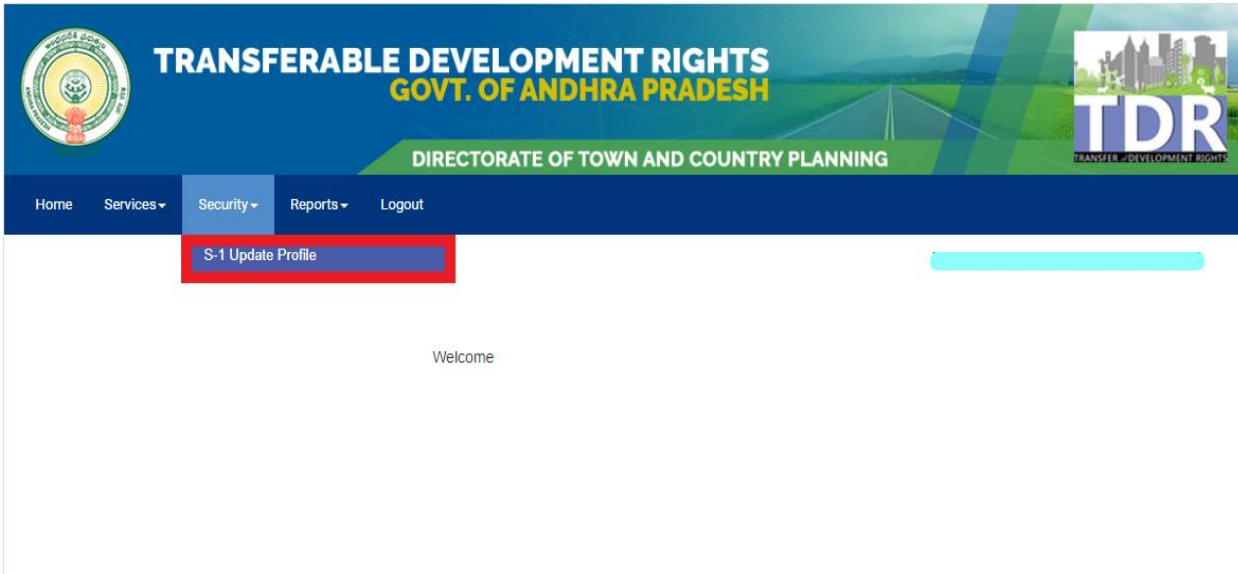 TRANSFERABLE DEVELOPMENT RIGHTS
GOVT. OF ANDHRA PRADESH
DIRECTORATE OF TOWN AND COUNTRY PLANNING
TDR
TRANSFER of DEVELOPMENT RIGHTS
Home Services Security Reports Logout
S-1 Update Profile
Welcome